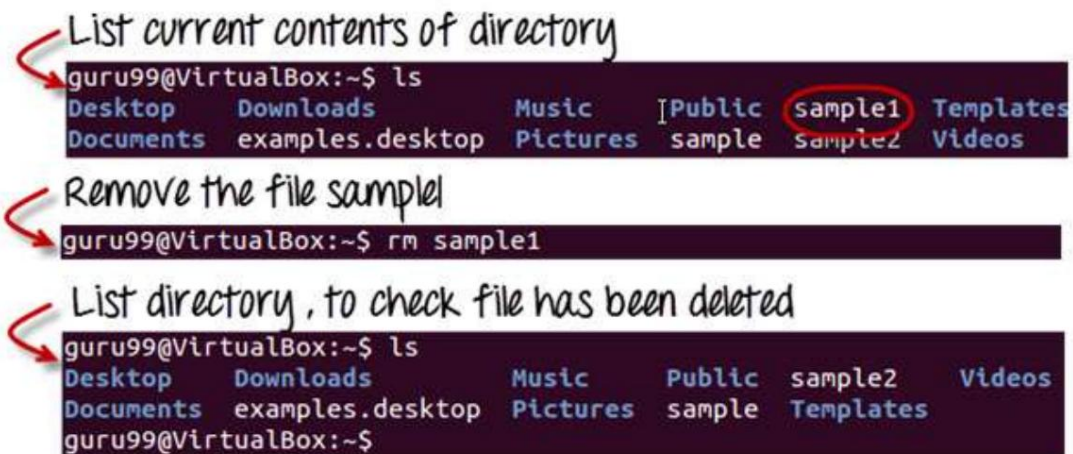 List current contents of directory
guru99@VirtualBox:~$ ls
Desktop Downloads Music Public sample1 Templates
Documents examples.desktop Pictures sample sample2 Videos
Remove the file sample1
guru99@VirtualBox:~$ rm sample1
List directory , to check file has been deleted
guru99@VirtualBox:~$ ls
Desktop Downloads Music Public sample2 Videos
Documents examples.desktop Pictures sample Templates
guru99@VirtualBox:~$